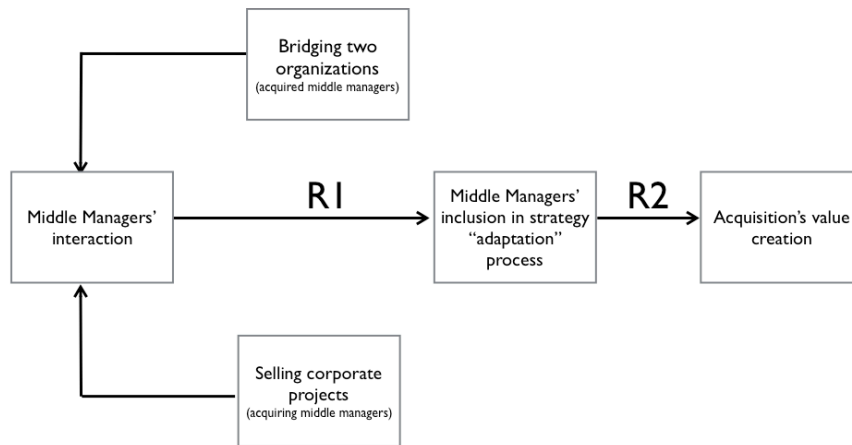 Bridging two
organizations
(acquired middle managers)
Middle Managers’
interaction
R1
Middle Managers’
inclusion in strategy
“adaptation”
process
R2
Acquisition’s value
creation
Selling corporate
projects
(acquiring middle managers)